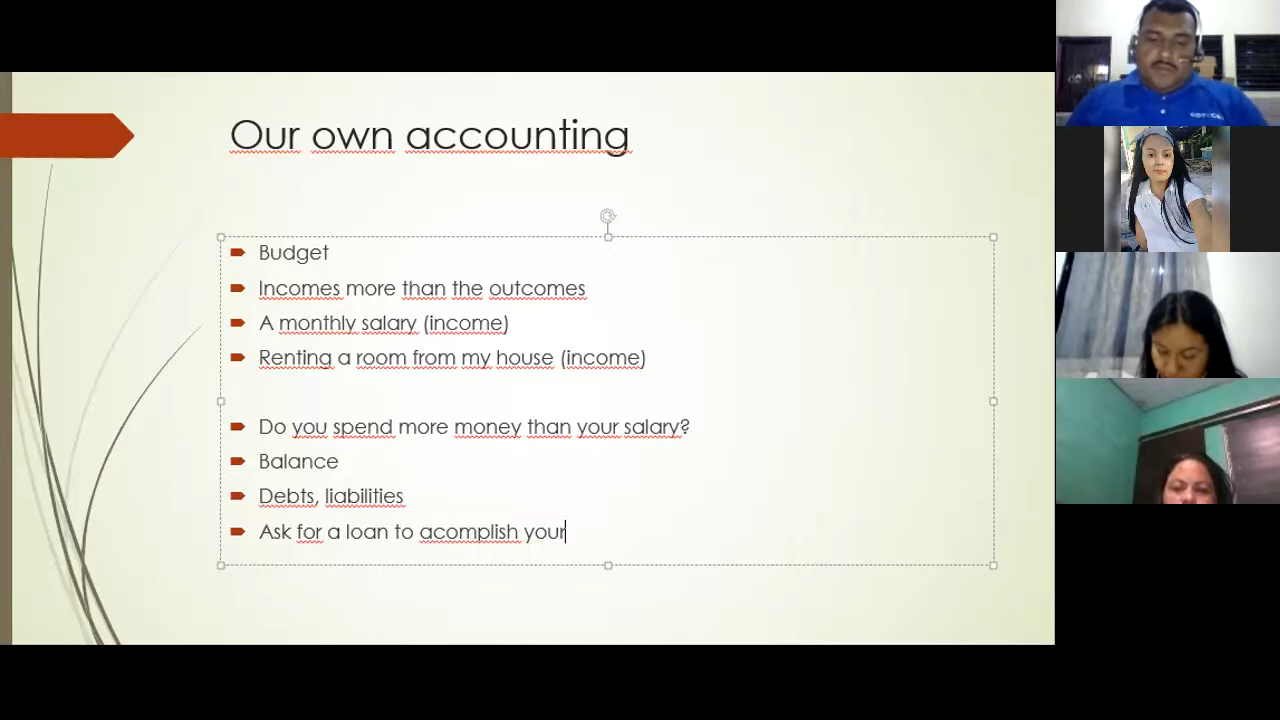 Our own accounting
Budget
Incomes more than the outcomes
A monthly salary (income)
Renting a room from my house (income)
Do you spend more money than your salary?
Balance
Debts, liabilities
Ask for a loan to acomplish your